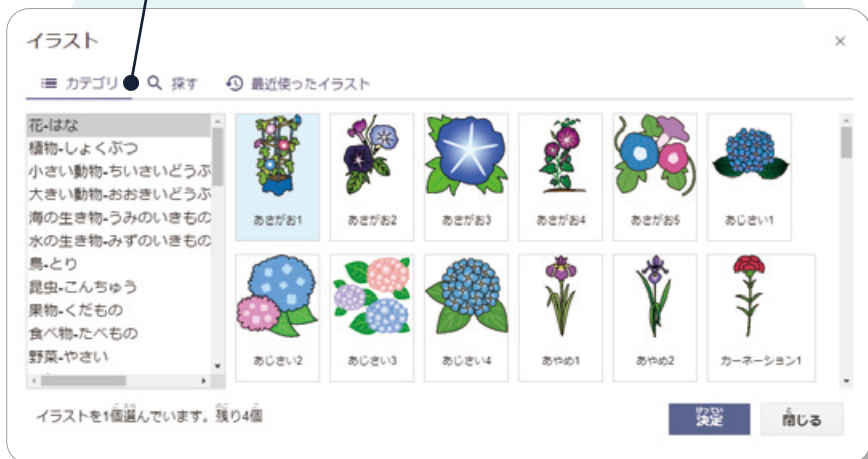 イラスト
×
カテゴリ 探す 最近使ったイラスト
花-はな
植物-しょくぶつ
小さい動物-ちいさいどうぶ
大きい動物-おおきいどうぶ
海の生き物-うみのいきもの
水の生き物-みずのいきもの
鳥-とり
昆虫-こんちゅう
果物-くだもの
食べ物-たべもの
野菜-やさい
あさがお1 あさがお2 あさがお3 あさがお4 あさがお5 あじさい1
あじさい2 あじさい3 あじさい4 あやめ1 あやめ2 カーネーション1
イラストを1個選んでいます。残り4個
決定 閉じる